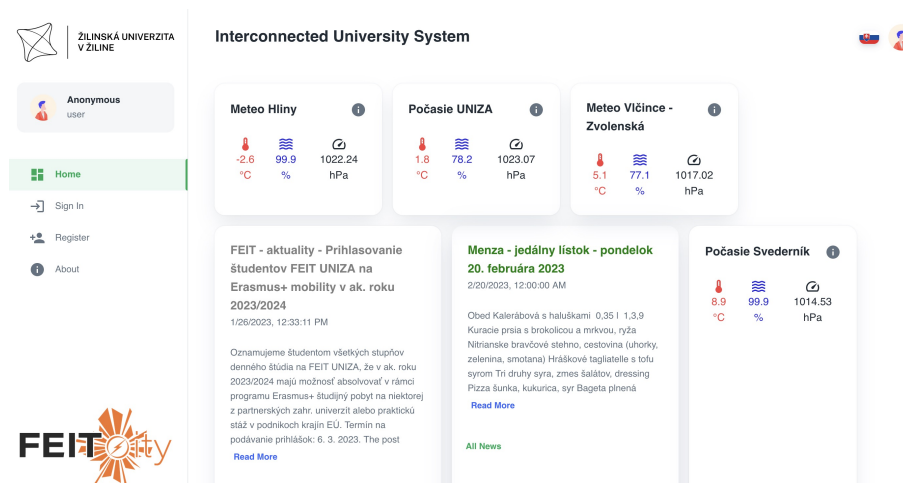 ŽILINSKÁ UNIVERZITA
V ŽILINE
Interconnected University System
Anonymous
user
Home
Sign In
Register
About
FEIT City
Meteo Hliny
-2.6 99.9 1022.24
°C % hPa
Počasie UNIZA
1.8 78.2 1023.07
°C % hPa
Meteo Vlčince -
Zvolenská
5.1 77.1 1017.02
°C % hPa
FEIT - aktuality - Prihlasovanie
študentov FEIT UNIZA na
Erasmus+ mobility v ak. roku
2023/2024
1/26/2023, 12:33:11 PM
Oznamujeme študentom všetkých stupňov
denného štúdia na FEIT UNIZA, že v ak. roku
2023/2024 majú možnosť absolvovať v rámci
programu Erasmus+ študijný pobyt na niektorej
z partnerských zahr. univerzit alebo praktickú
stáž v podnikoch krajín EÚ. Termín na
podávanie prihlášok: 6. 3. 2023. The post
Read More
Menza - jedálny lístok - pondelok
20. februára 2023
2/20/2023, 12:00:00 AM
Obed Kalerábová s haluškami 0,35 l 1,3,9
Kuracie prsia s brokolicou a mrkvou, ryža
Nitrianske bravčové stehno, cestovina (uhorky,
zelenina, smotana) Hráškové tagliatelle s tofu
syrom Tri druhy syra, zmes šalátov, dressing
Pizza šunka, kukurica, syr Bageta plnená
Read More
All News
Počasie Svederník
8.9 99.9 1014.53
°C % hPa